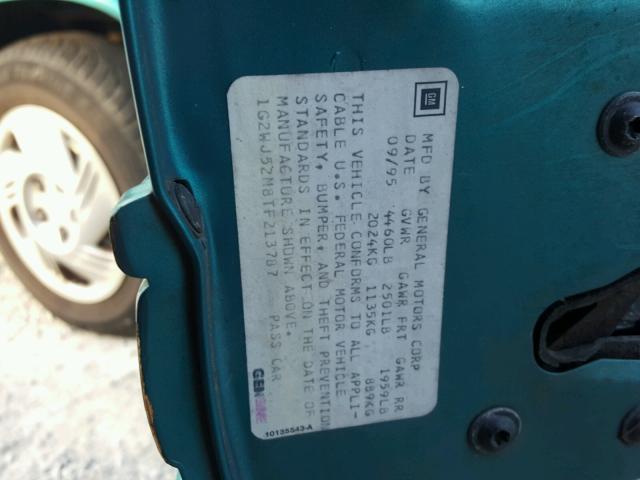 GM
MFD BY GENERAL MOTORS CORP
DATE GVWR GAWR FRT GAWR RR
09/95 4460LB 2501LB 1959LB
2024KG 1135KG 889KG
THIS VEHICLE CONFORMS TO ALL APPLI-
CABLE U.S. FEDERAL MOTOR VEHICLE
SAFETY, BUMPER, AND THEFT PREVENTION
STANDARDS IN EFFECT ON THE DATE OF
MANUFACTURE SHOWN ABOVE.
1G2WJ52M8TF213787 PASS CAR
GENUINE
10135543-A